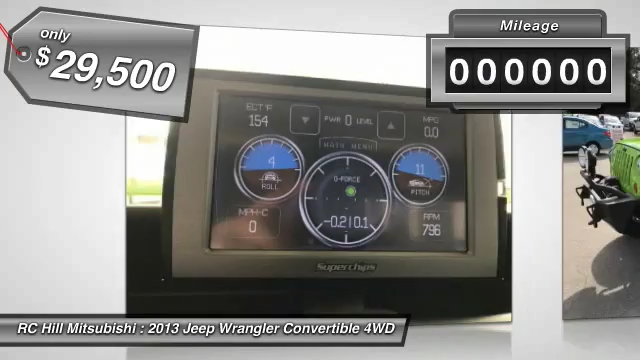 only
$29,500
Mileage
000000
ECT°F
154
PWR 0 LEVEL
MPG
0.0
MAIN MENU
4
ROLL
G-FORCE
11
PITCH
-0.2|0.1
MPH-C
0
RPM
796
Superchips
RC Hill Mitsubishi : 2013 Jeep Wrangler Convertible 4WD